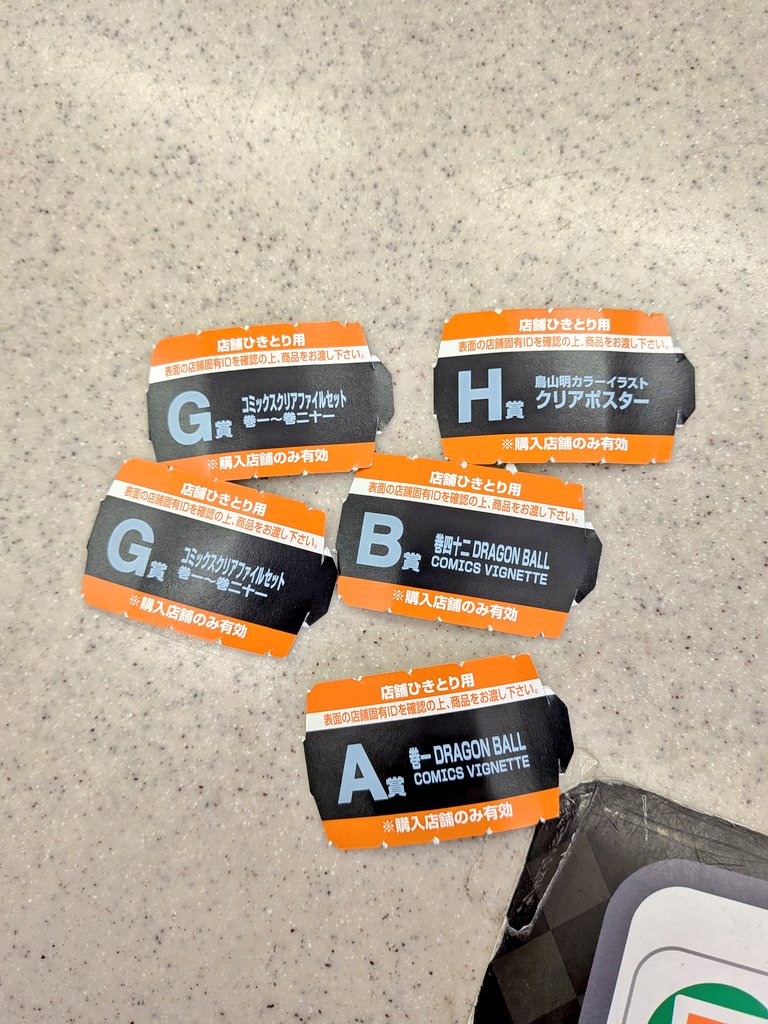 店舗ひきとり用
表面の店舗固有IDを確認の上、商品をお渡し下さい。
G賞 コミックスクリアファイルセット
巻一~巻二十一
※購入店舗のみ有効
店舗ひきとり用
表面の店舗固有IDを確認の上、商品をお渡し下さい。
H賞 鳥山明カラーイラスト
クリアポスター
※購入店舗のみ有効
店舗ひきとり用
表面の店舗固有IDを確認の上、商品をお渡し下さい。
G賞 コミックスクリアファイルセット
巻一~巻二十一
※購入店舗のみ有効
店舗ひきとり用
表面の店舗固有IDを確認の上、商品をお渡し下さい。
B賞 巻四十二 DRAGON BALL
COMICS VIGNETTE
※購入店舗のみ有効
店舗ひきとり用
表面の店舗固有IDを確認の上、商品をお渡し下さい。
A賞 巻一 DRAGON BALL
COMICS VIGNETTE
※購入店舗のみ有効